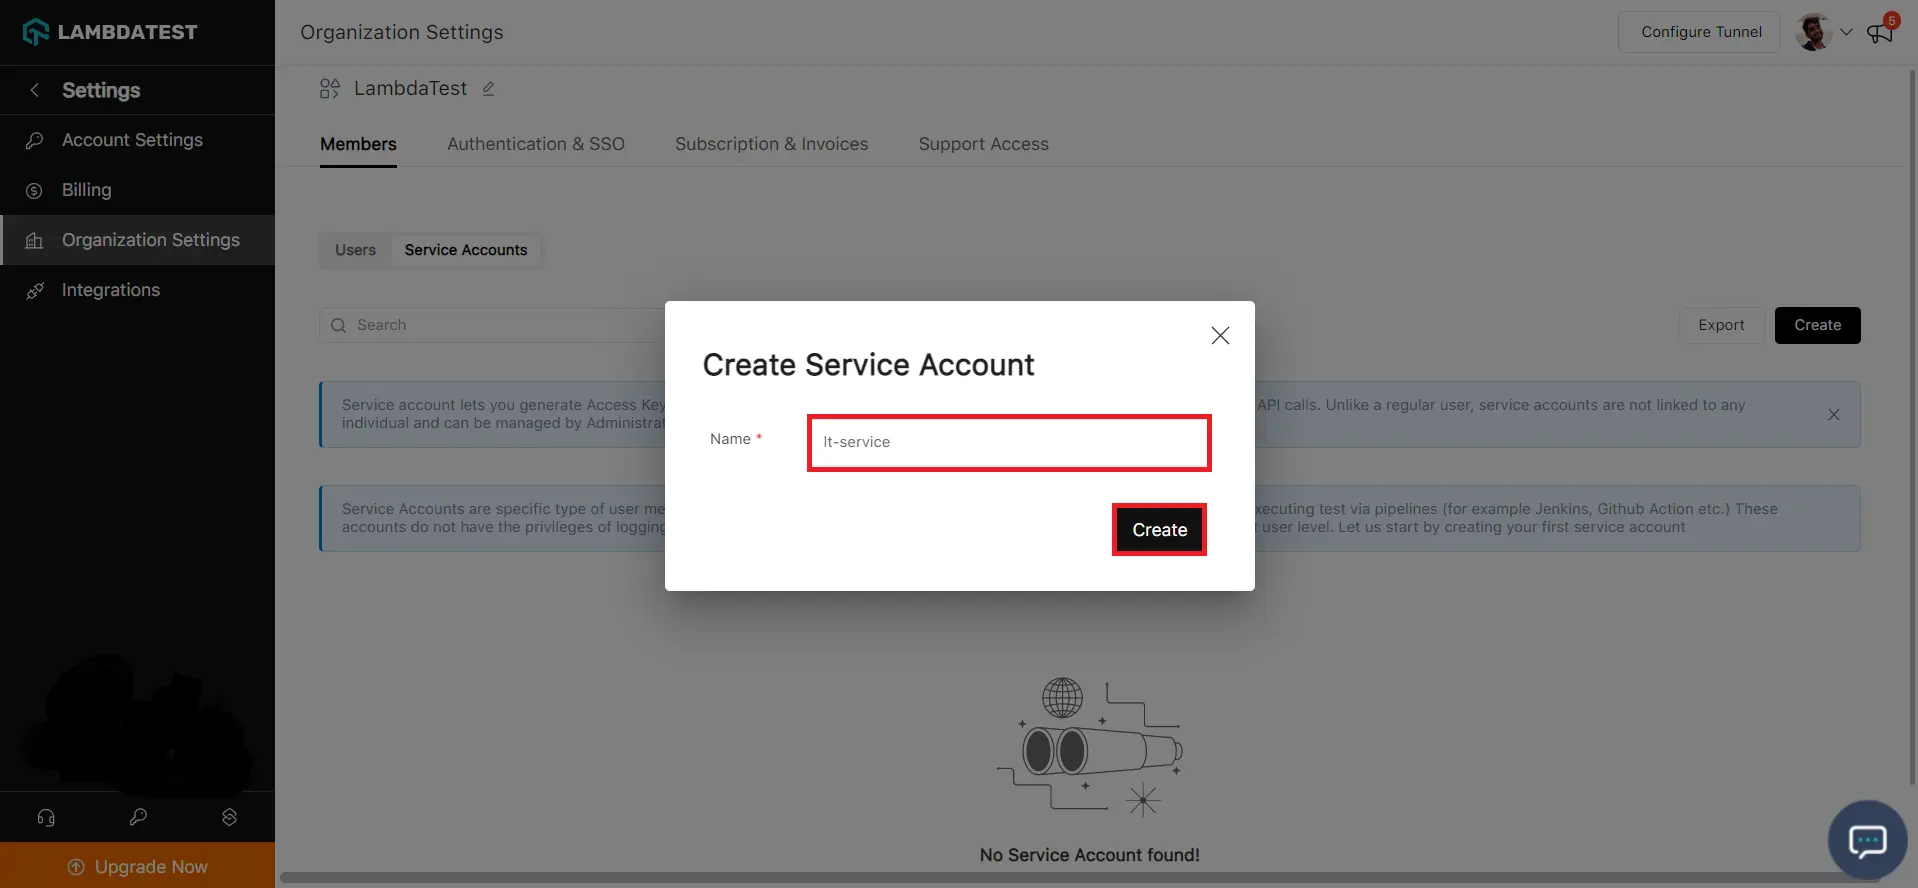 LAMBDATEST
Settings
Account Settings
Billing
Organization Settings
Integrations
Upgrade Now
Organization Settings
Configure Tunnel
5
LambdaTest
Members
Authentication & SSO
Subscription & Invoices
Support Access
Users
Service Accounts
Search
Export
Create
Service account lets you generate Access Key
API calls. Unlike a regular user, service accounts are not linked to any
individual and can be managed by Administrat
Service Accounts are specific type of user me
xecuting test via pipelines (for example Jenkins, Github Action etc.) These
accounts do not have the privileges of logging
user level. Let us start by creating your first service account
Create Service Account
Name *
lt-service
Create
No Service Account found!